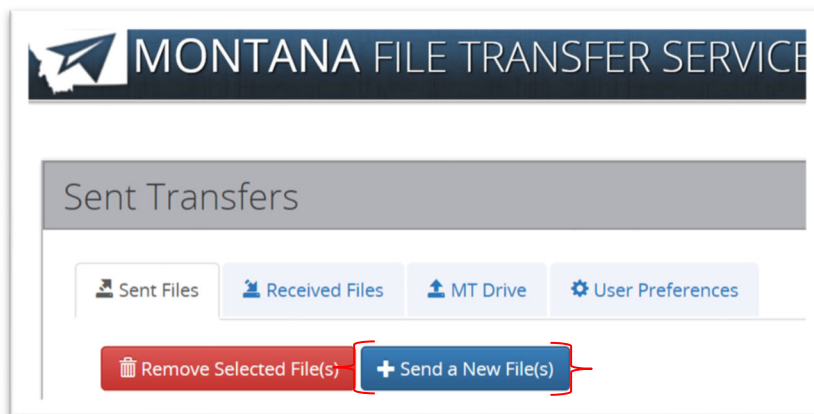 MONTANA FILE TRANSFER SERVICE
Sent Transfers
Sent Files Received Files MT Drive User Preferences
Remove Selected File(s) Send a New File(s)